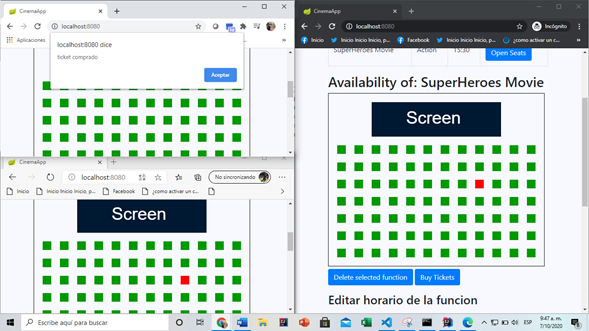 CinemaApp
localhost:8080
Aplicaciones
localhost:8080 dice
ticket comprado
Aceptar
CinemaApp
localhost:8080
No sincronizando
Inicio
Inicio Inicio Inicio, p...
Facebook
¿como activar un c...
Screen
CinemaApp
localhost:8080
Incógnito
Inicio
Inicio Inicio Inicio, p...
Facebook
Inicio Inicio Inicio, p...
¿como activar un c...
SuperHeroes Movie
Action
15:30
Open Seats
Availability of: SuperHeroes Movie
Screen
Delete selected function
Buy Tickets
Editar horario de la funcion
Escribe aquí para buscar
ESP
9:47 a. m.
7/10/2020